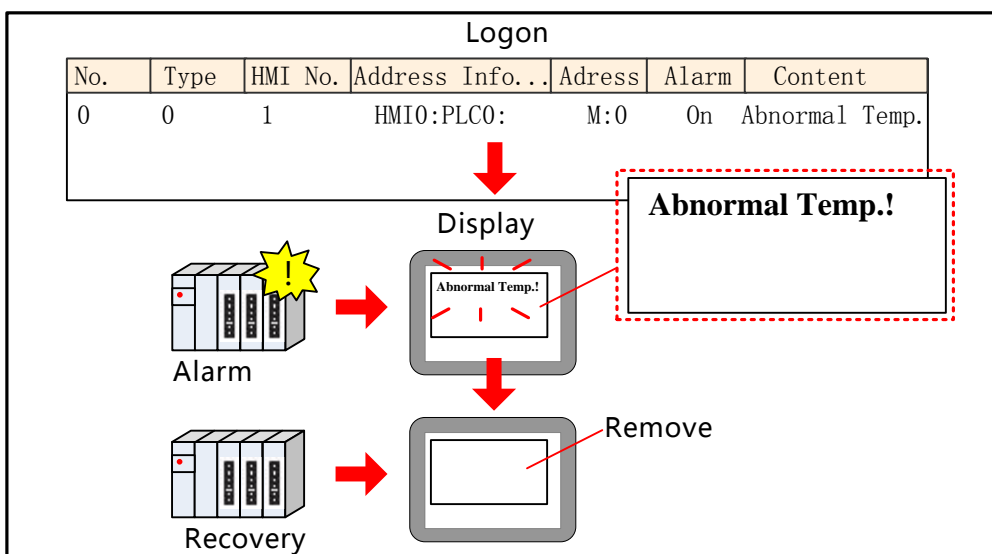 Logon
No. Type HMI No. Address Info... Adress Alarm Content
0 0 1 HMI0:PLC0: M:0 On Abnormal Temp.
Abnormal Temp.!
Display
!
Abnormal Temp.!
Alarm
Remove
Recovery